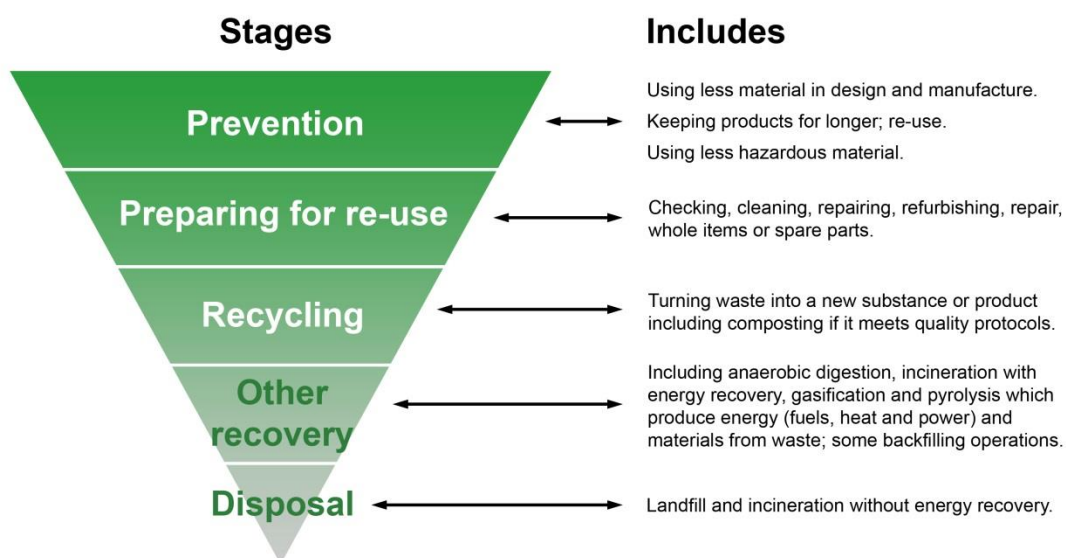 Stages
Includes
Prevention
Using less material in design and manufacture.
Keeping products for longer; re-use.
Using less hazardous material.
Preparing for re-use
Checking, cleaning, repairing, refurbishing, repair,
whole items or spare parts.
Recycling
Turning waste into a new substance or product
including composting if it meets quality protocols.
Other
recovery
Including anaerobic digestion, incineration with
energy recovery, gasification and pyrolysis which
produce energy (fuels, heat and power) and
materials from waste; some backfilling operations.
Disposal
Landfill and incineration without energy recovery.